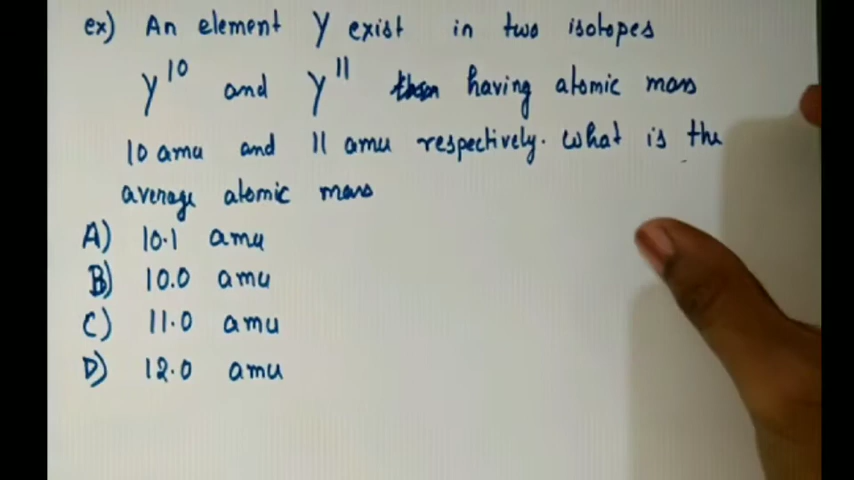 ex) An element Y exist in two isotopes
Y¹⁰ and Y¹¹ having atomic mass
10 amu and 11 amu respectively. What is the
average atomic mass
A) 10.1 amu
B) 10.0 amu
C) 11.0 amu
D) 12.0 amu